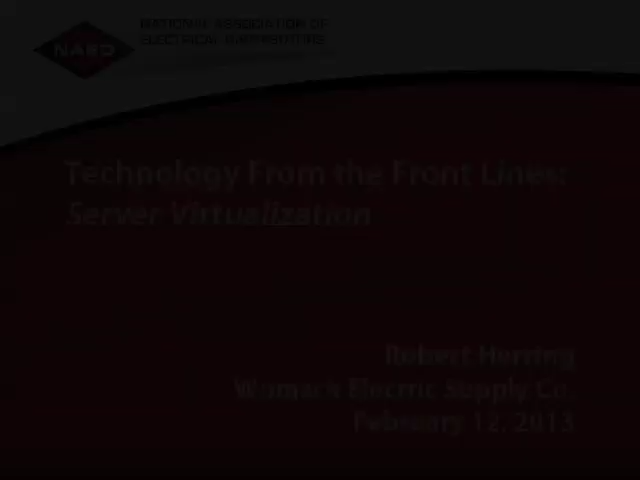 NAED
NATIONAL ASSOCIATION OF
ELECTRICAL DISTRIBUTORS
Technology From the Front Lines:
Server Virtualization
Robert Herring
Womack Electric Supply Co.
February 12, 2013